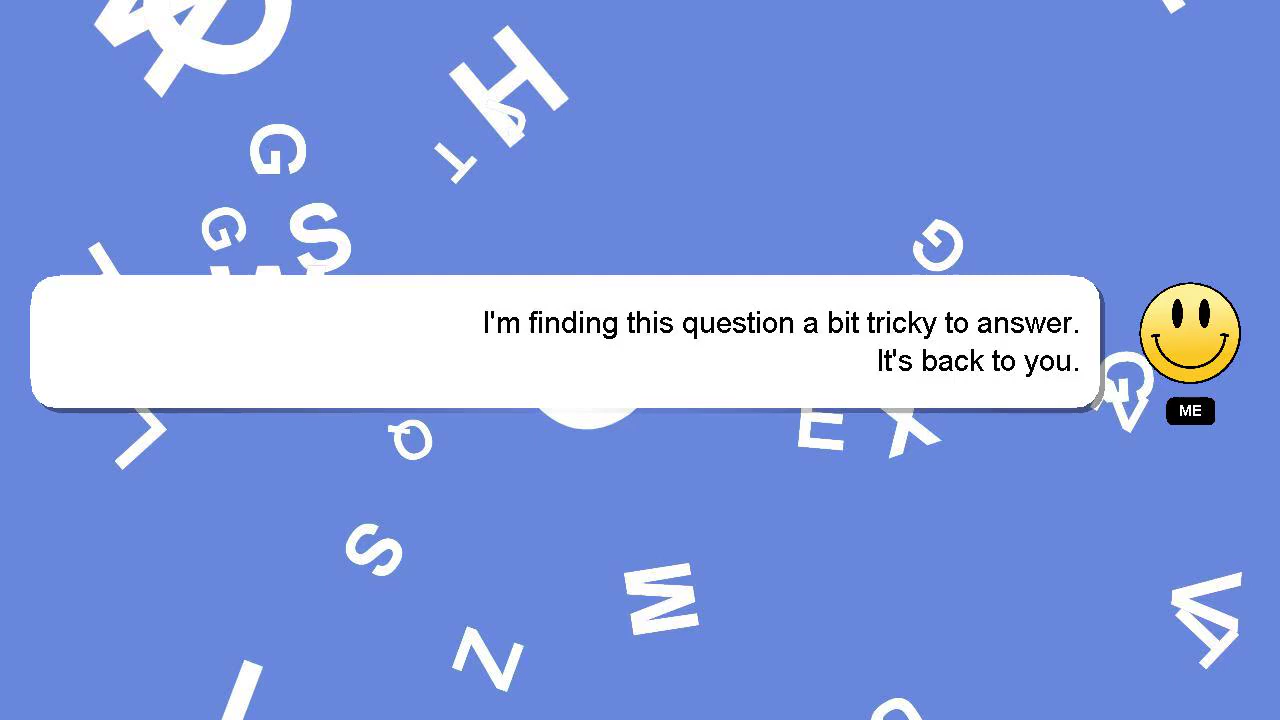 I'm finding this question a bit tricky to answer.
It's back to you.
ME